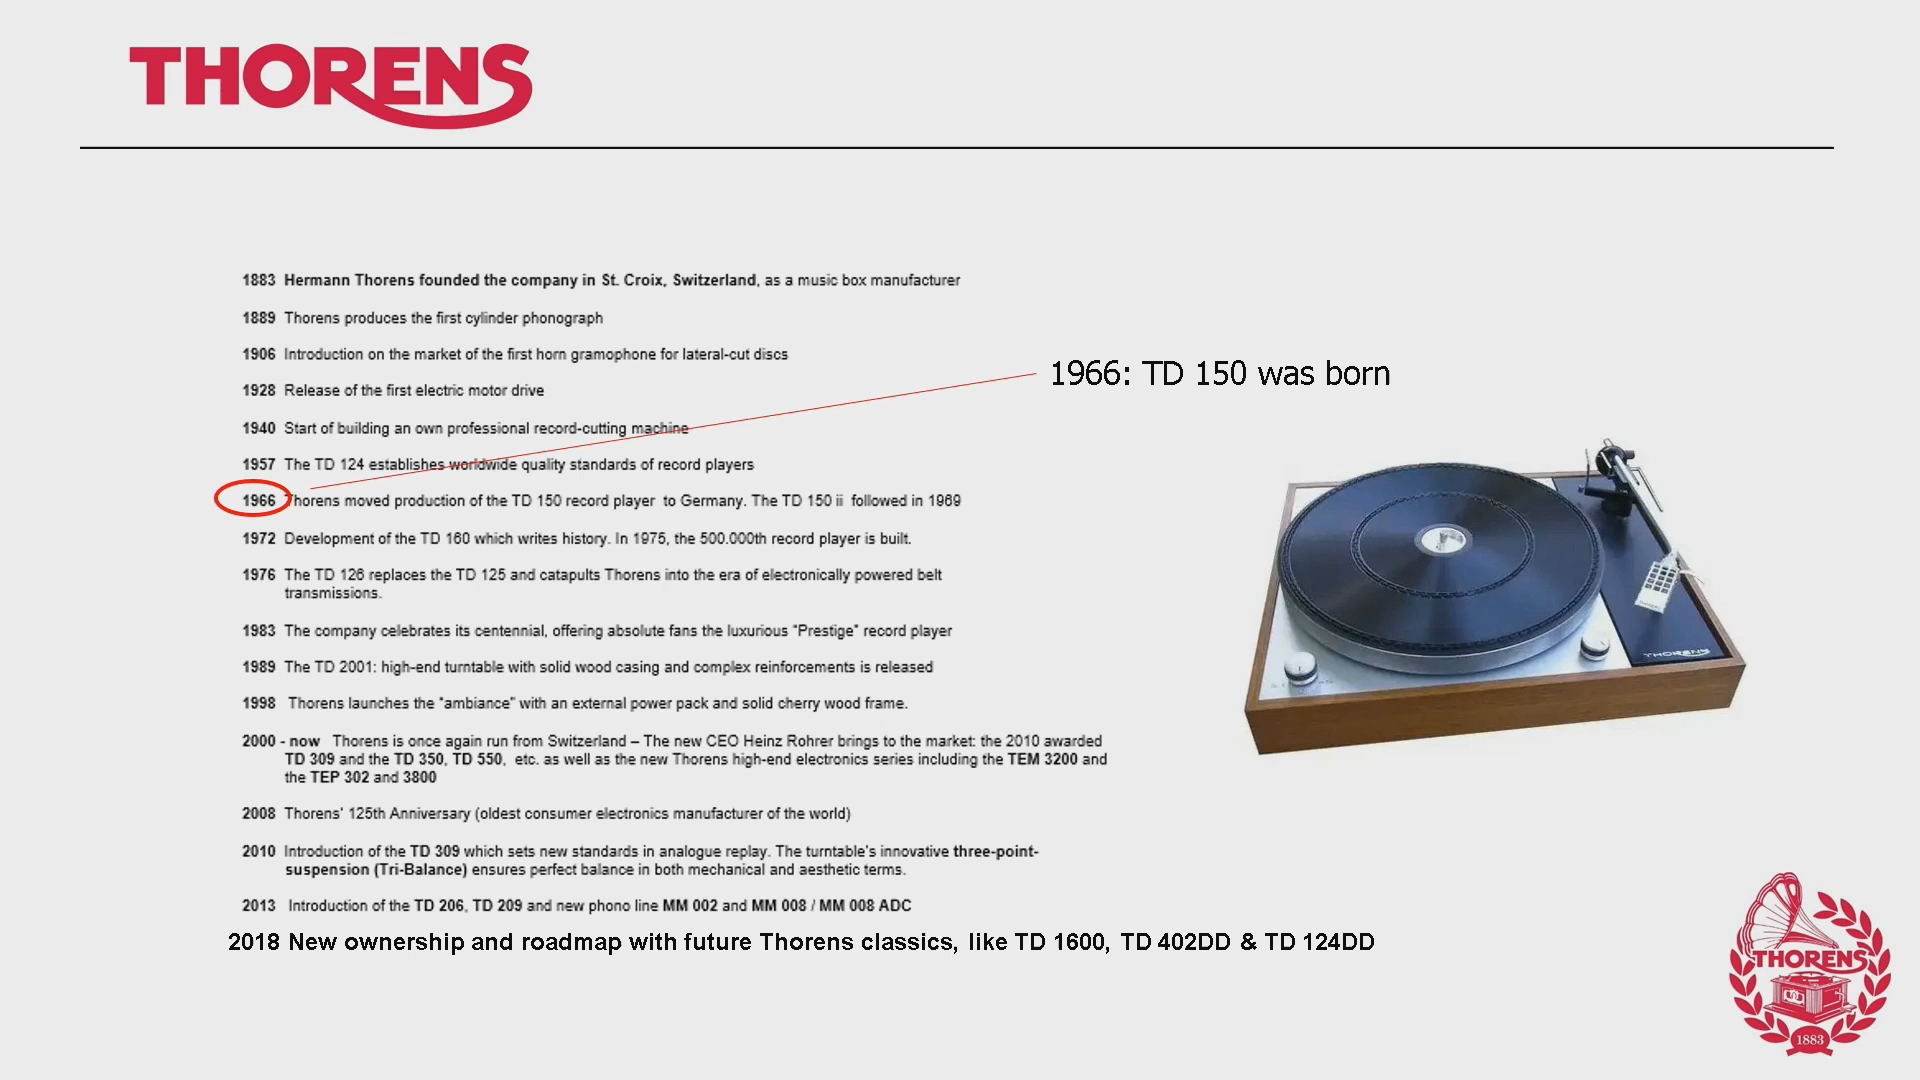 THORENS
1883 Hermann Thorens founded the company in St. Croix, Switzerland, as a music box manufacturer
1889 Thorens produces the first cylinder phonograph
1906 Introduction on the market of the first horn gramophone for lateral-cut discs
1966: TD 150 was born
1928 Release of the first electric motor drive
1940 Start of building an own professional record-cutting machine
1957 The TD 124 establishes worldwide quality standards of record players
1966 Thorens moved production of the TD 150 record player to Germany. The TD 150 ii followed in 1969
1972 Development of the TD 160 which writes history. In 1975, the 500.000th record player is built.
1976 The TD 126 replaces the TD 125 and catapults Thorens into the era of electronically powered belt
transmissions.
1983 The company celebrates its centennial, offering absolute fans the luxurious "Prestige" record player
1989 The TD 2001: high-end turntable with solid wood casing and complex reinforcements is released
1998 Thorens launches the "ambiance" with an external power pack and solid cherry wood frame.
2000 - now Thorens is once again run from Switzerland – The new CEO Heinz Rohrer brings to the market: the 2010 awarded
TD 309 and the TD 350, TD 550, etc. as well as the new Thorens high-end electronics series including the TEM 3200 and
the TEP 302 and 3800
2008 Thorens' 125th Anniversary (oldest consumer electronics manufacturer of the world)
2010 Introduction of the TD 309 which sets new standards in analogue replay. The turntable's innovative three-point-
suspension (Tri-Balance) ensures perfect balance in both mechanical and aesthetic terms.
2013 Introduction of the TD 206, TD 209 and new phono line MM 002 and MM 008 / MM 008 ADC
2018 New ownership and roadmap with future Thorens classics, like TD 1600, TD 402DD & TD 124DD
THORENS
THORENS
1883